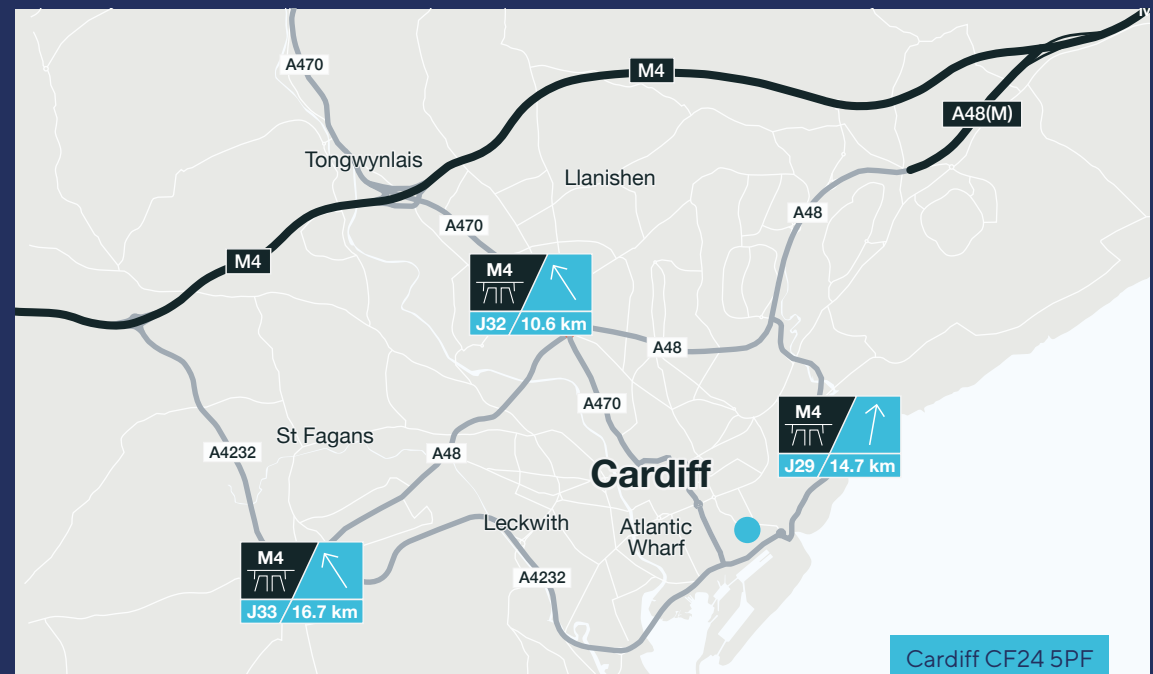 A470
M4
A48(M)
Tongwynlais
Llanishen
A48
A470
M4
M4
J32 10.6 km
A48
A470
M4
J29 14.7 km
St Fagans
A4232
A48
Cardiff
Leckwith
Atlantic
Wharf
M4
J33 16.7 km
A4232
Cardiff CF24 5PF